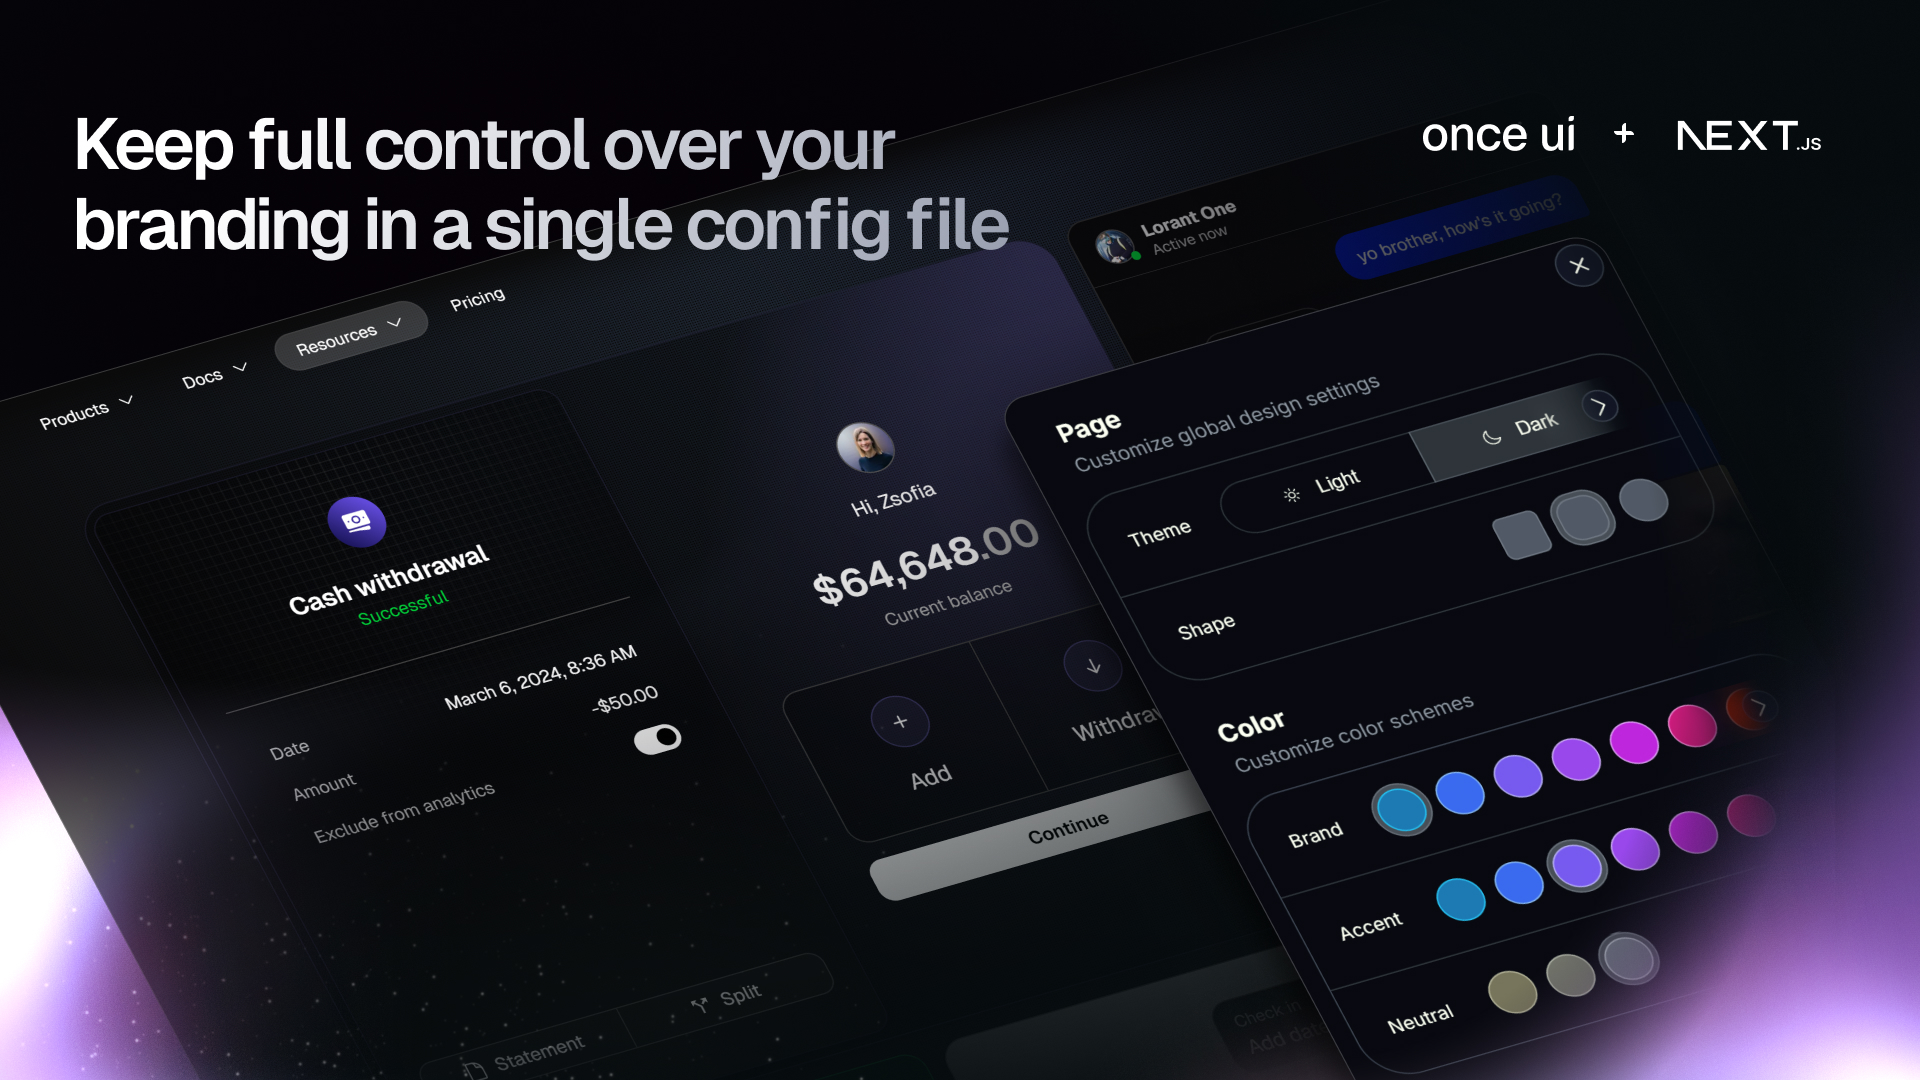 Keep full control over your
branding in a single config file
once ui + NEXT.JS
Products
Docs
Resources
Pricing
Lorant One
Active now
yo brother, how's it going?
Cash withdrawal
Successful
Date
March 6, 2024, 8:36 AM
Amount
-$50.00
Exclude from analytics
Statement
Split
Hi, Zsofia
$64,648.00
Current balance
Add
Continue
Check in
Page
Customize global design settings
Theme
Light
Dark
Shape
Color
Customize color schemes
Brand
Accent
Neutral